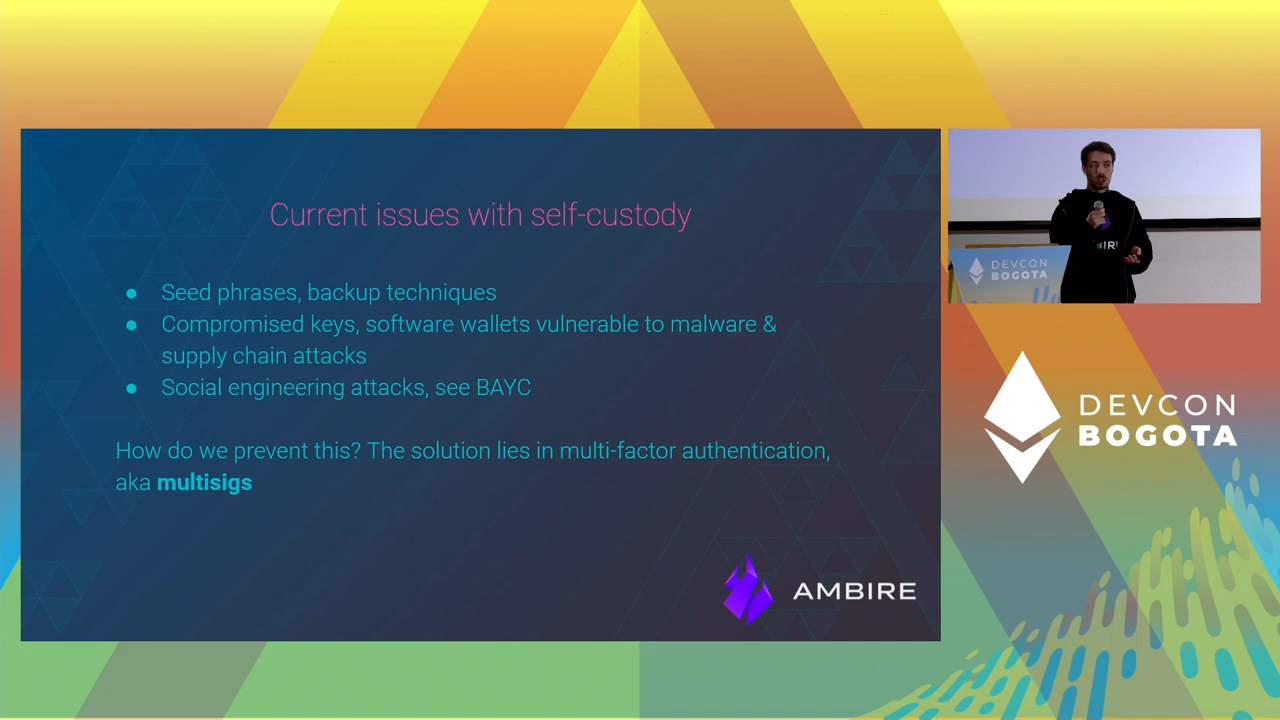 Current issues with self-custody
● Seed phrases, backup techniques
● Compromised keys, software wallets vulnerable to malware &
supply chain attacks
● Social engineering attacks, see BAYC
How do we prevent this? The solution lies in multi-factor authentication,
aka multisigs
AMBIRE
DEVCON
BOGOTA
DEVCON
BOGOTA